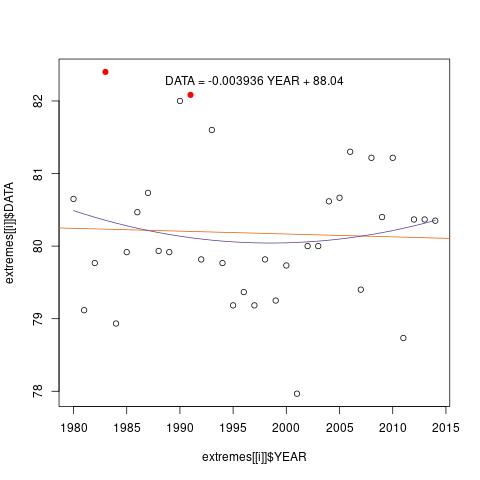 DATA = -0.003936 YEAR + 88.04
extremes[[i]]$DATA
82
81
80
79
78
1980 1985 1990 1995 2000 2005 2010 2015
extremes[[i]]$YEAR